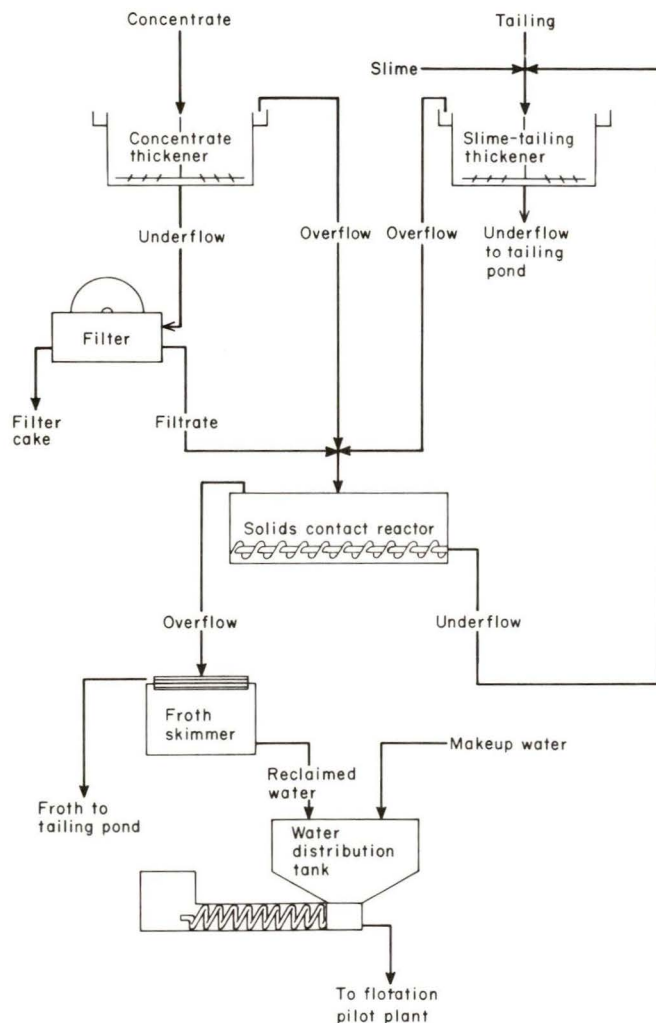 Concentrate
Tailing
Slime
Concentrate
thickener
Slime-tailing
thickener
Underflow
Overflow
Overflow
Underflow
to tailing
pond
Filter
Filter
cake
Filtrate
Solids contact reactor
Overflow
Underflow
Froth
skimmer
Makeup water
Reclaimed
water
Froth to
tailing pond
Water
distribution
tank
To flotation
pilot plant